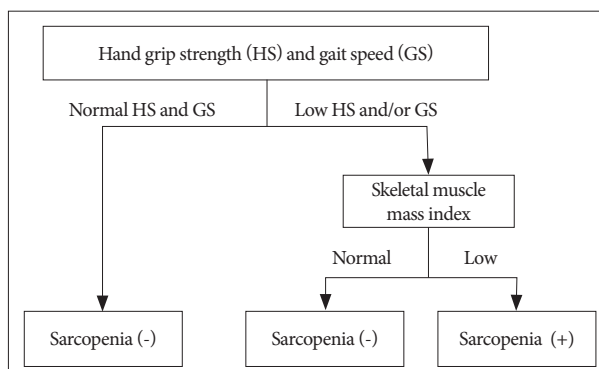 Hand grip strength (HS) and gait speed (GS)
Normal HS and GS
Low HS and/or GS
Skeletal muscle
mass index
Normal
Low
Sarcopenia (-)
Sarcopenia (-)
Sarcopenia (+)